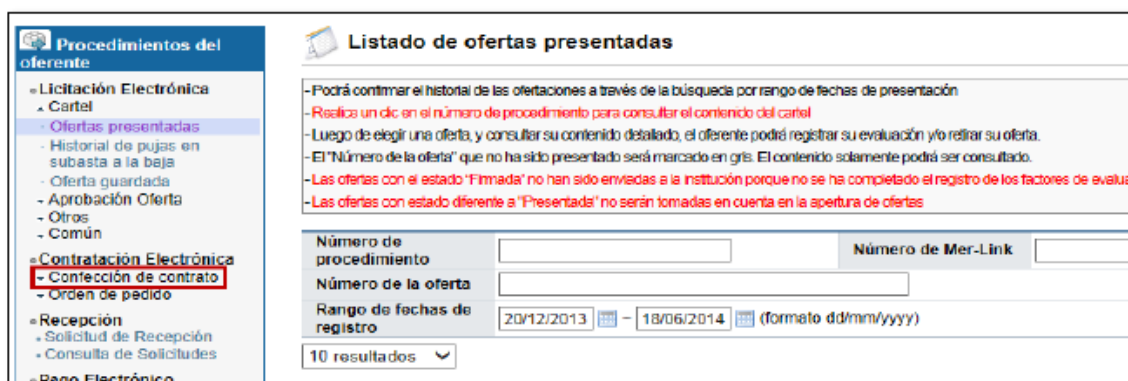 Procedimientos del
oferente
Licitación Electrónica
Cartel
- Ofertas presentadas
- Historial de pujas en
subasta a la baja
- Oferta guardada
Aprobación Oferta
Otros
Común
Contratación Electrónica
Confección de contrato
Orden de pedido
Recepción
Solicitud de Recepción
Consulta de Solicitudes
Pago Electrónico
Listado de ofertas presentadas
- Podrá confirmar el historial de las ofertaciones a través de la búsqueda por rango de fechas de presentación
- Realice un clic en el número de procedimiento para consultar el contenido del cartel
- Luego de elegir una oferta, y consultar su contenido detallado, el oferente podrá registrar su evaluación y/o retirar su oferta.
- El "Número de la oferta" que no ha sido presentado será marcado en gris. El contenido solamente podrá ser consultado.
- Las ofertas con el estado "Firmada" no han sido enviadas a la institución porque no se ha completado el registro de los factores de evalua
- Las ofertas con estado diferente a "Presentada" no serán tomadas en cuenta en la apertura de ofertas
Número de
procedimiento
Número de Mer-Link
Número de la oferta
Rango de fechas de
registro
20/12/2013 – 18/06/2014 (formato dd/mm/yyyy)
10 resultados